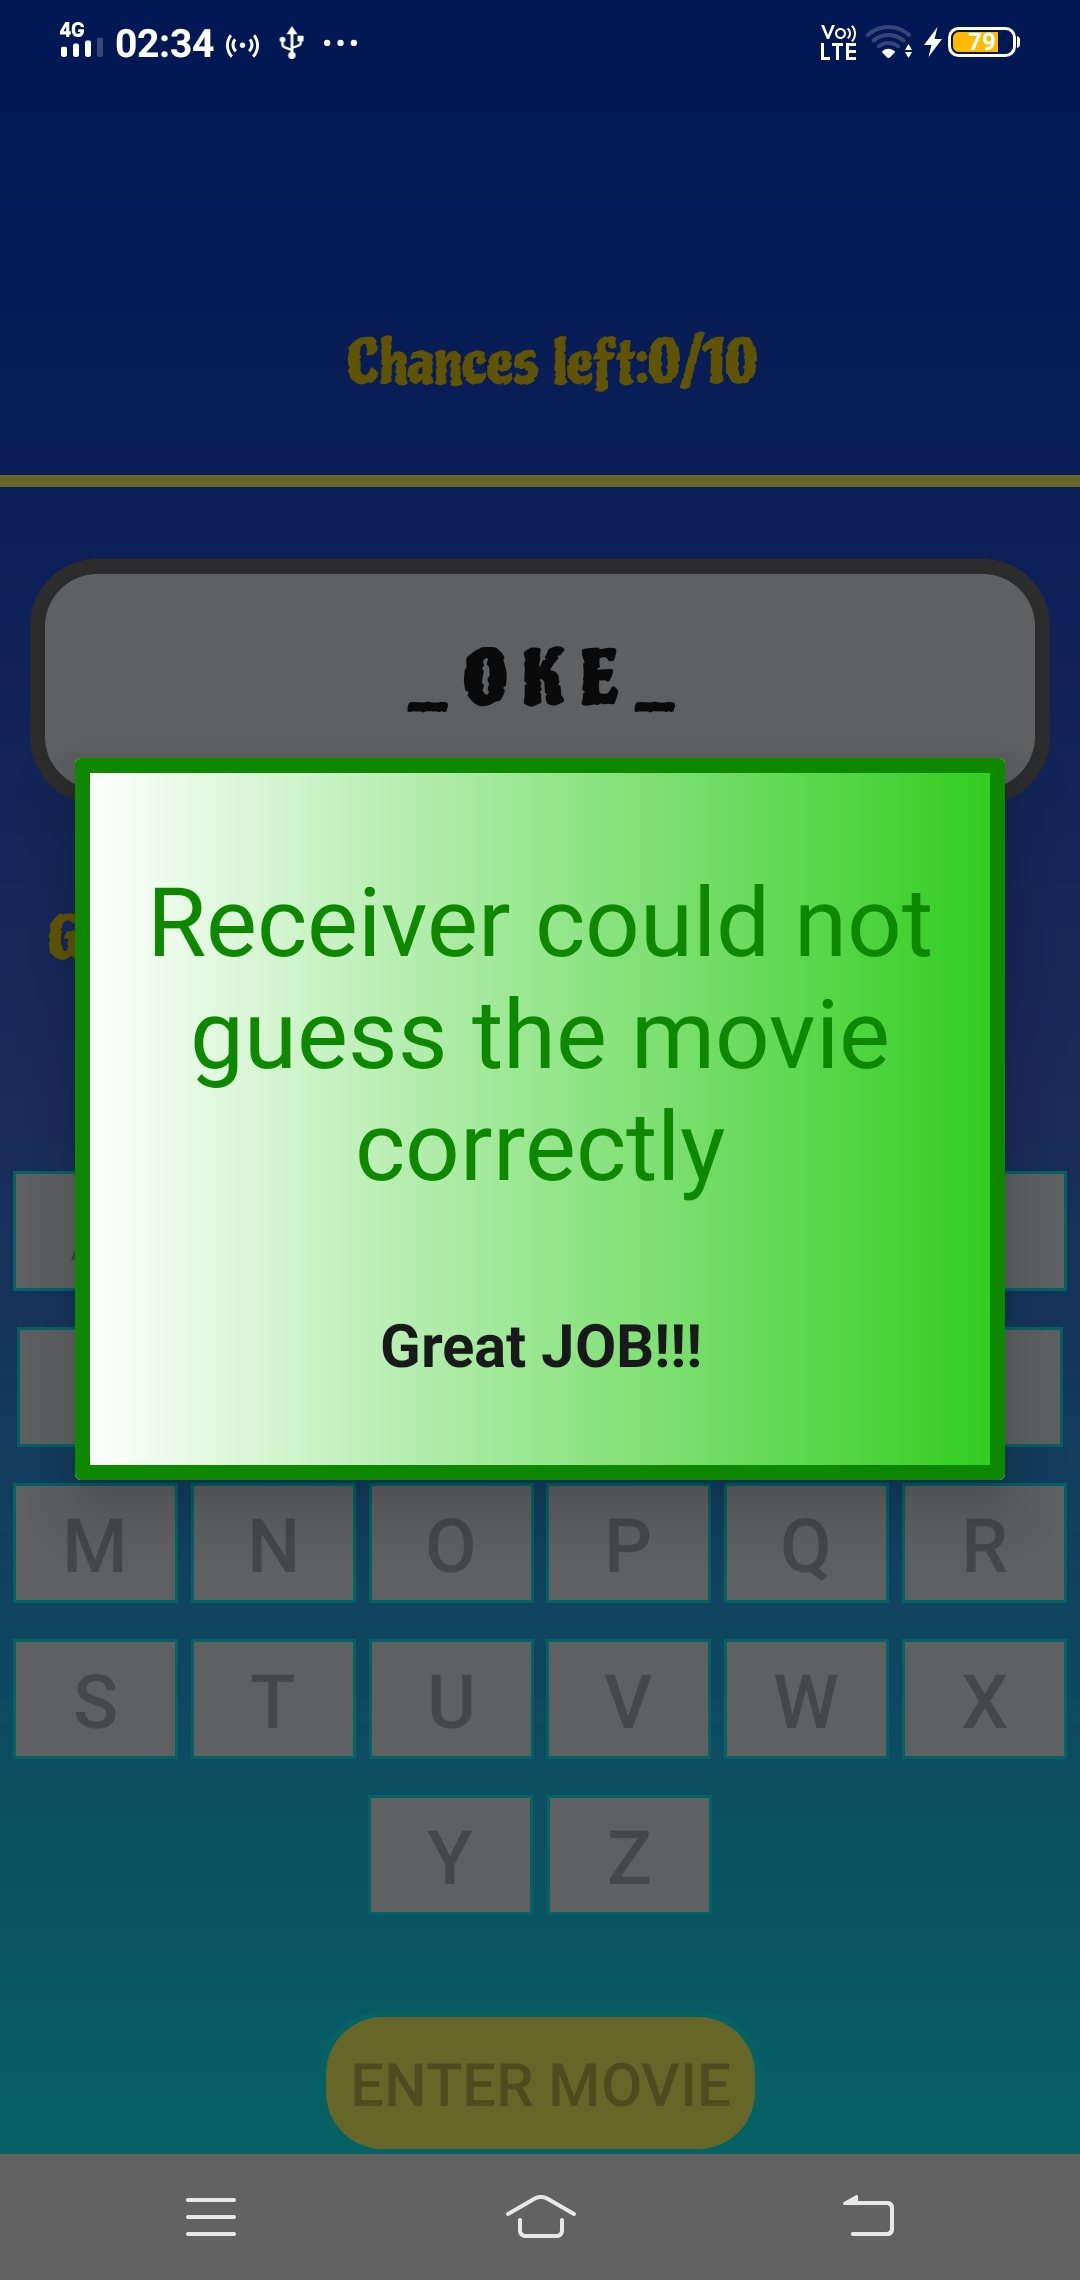 4G 02:34 Vo)) LTE 79
Chances left:0/10
_OKE_
G
Receiver could not
guess the movie
correctly
Great JOB!!!
M N O P Q R
S T U V W X
Y Z
ENTER MOVIE